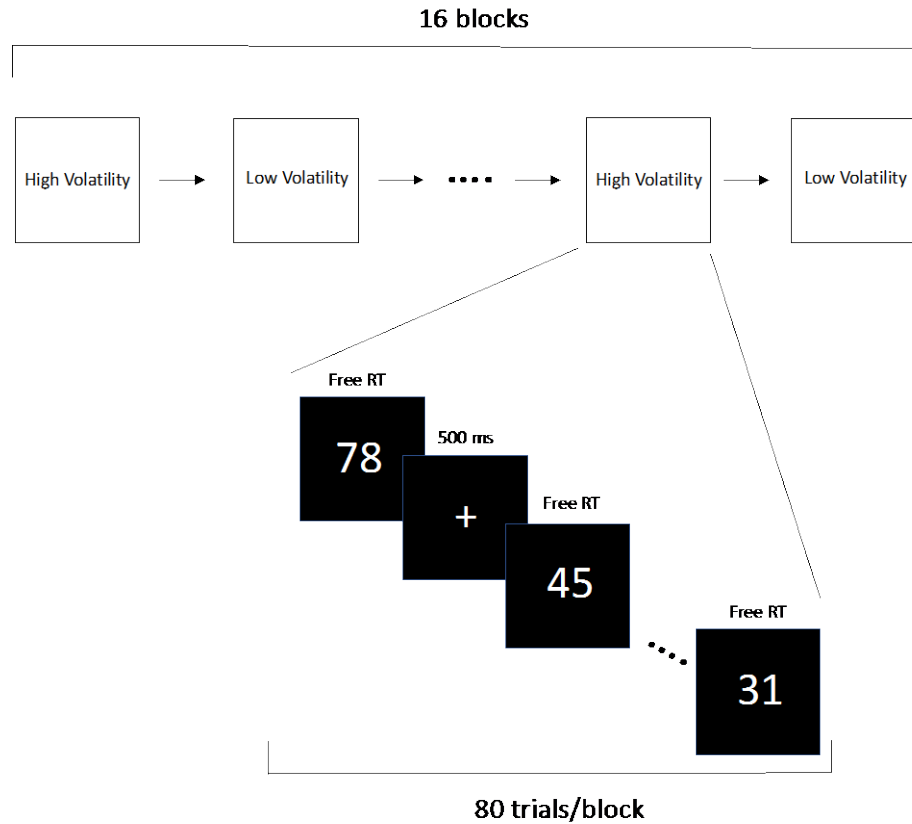 16 blocks
High Volatility
Low Volatility
High Volatility
Low Volatility
Free RT
78
500 ms
+
Free RT
45
Free RT
31
80 trials/block